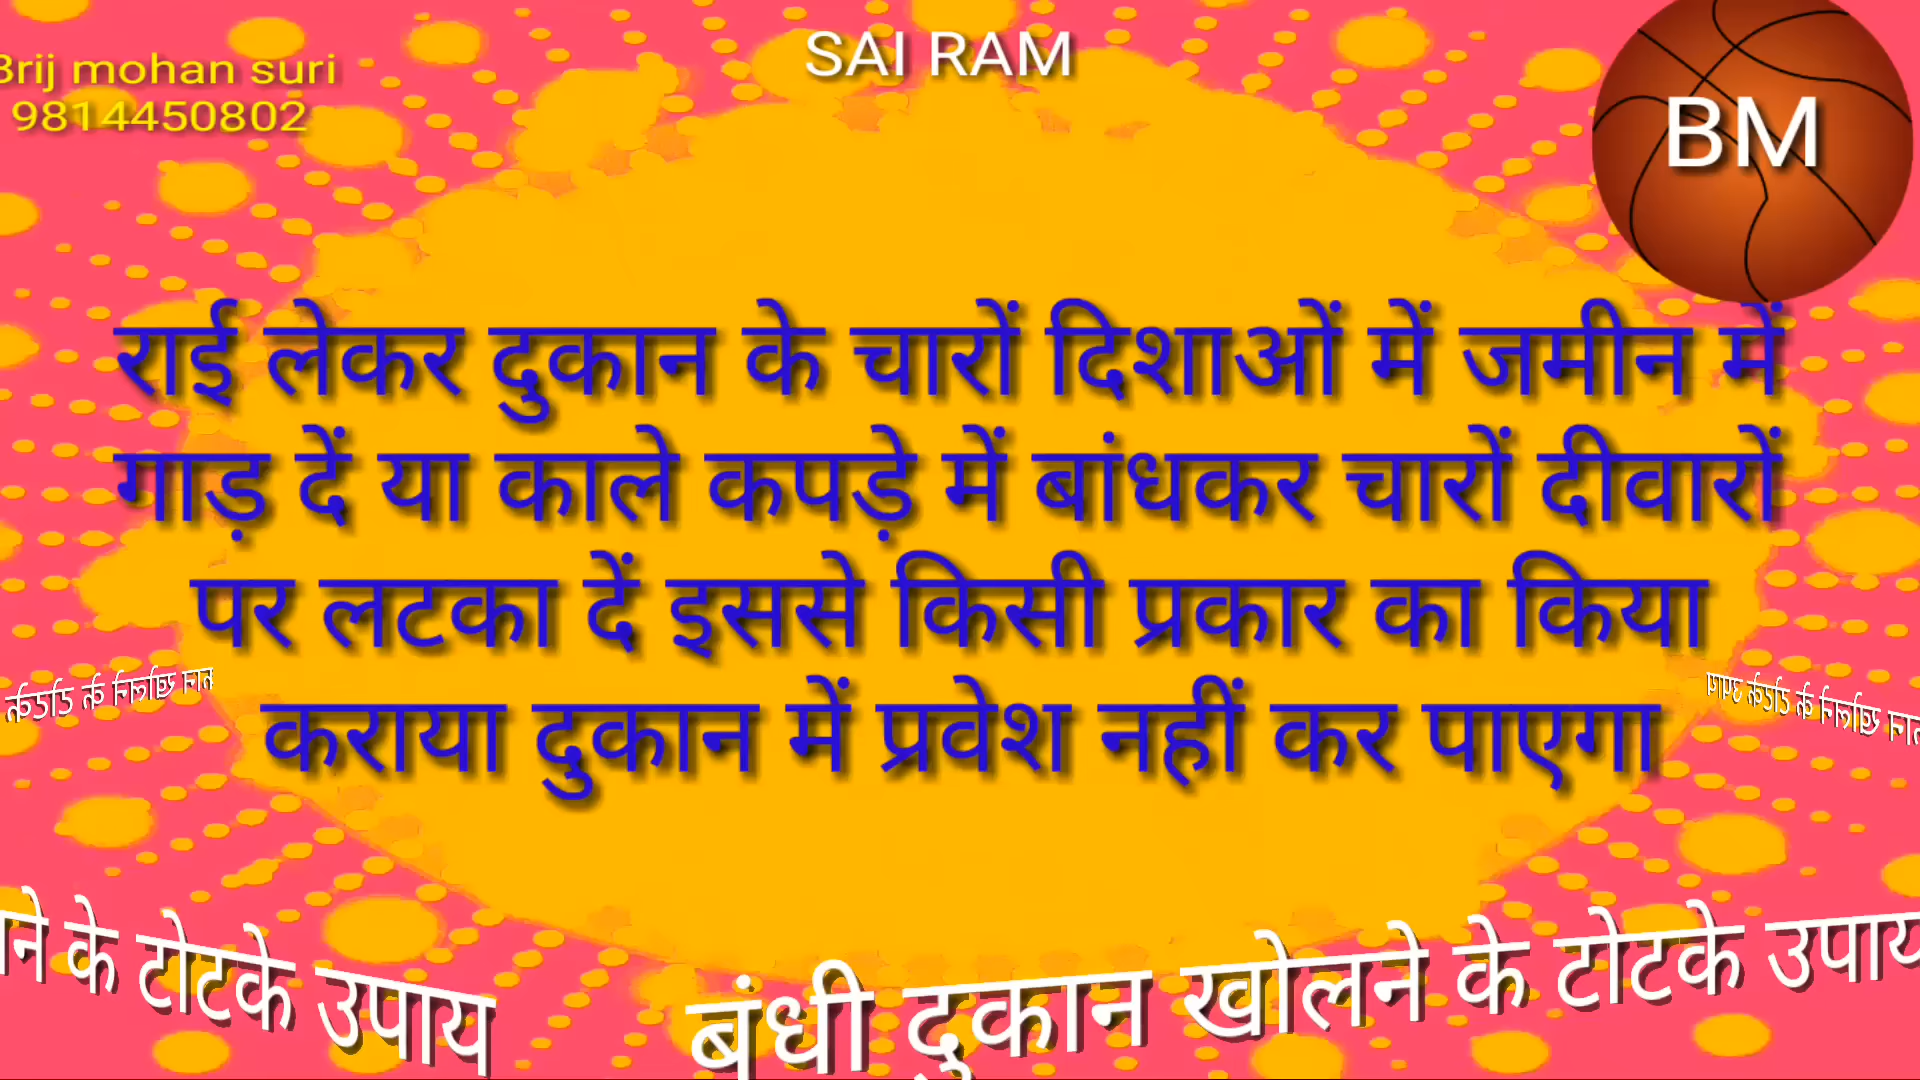 SAI RAM
Brij mohan suri
9814450802
BM
राई लेकर दुकान के चारों दिशाओं में जमीन में
गाड़ दें या काले कपड़े में बांधकर चारों दीवारों
पर लटका दें इससे किसी प्रकार का किया
कराया दुकान में प्रवेश नहीं कर पाएगा
के टोटके उपाय
बंधी दुकान खोलने के टोटके उपाय